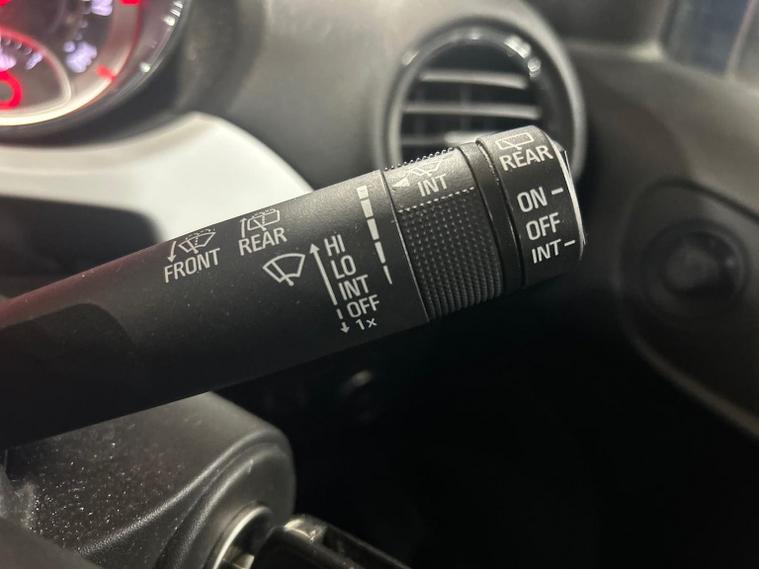 FRONT
REAR
HI
LO
INT
OFF
1x
INT
REAR
ON
OFF
INT